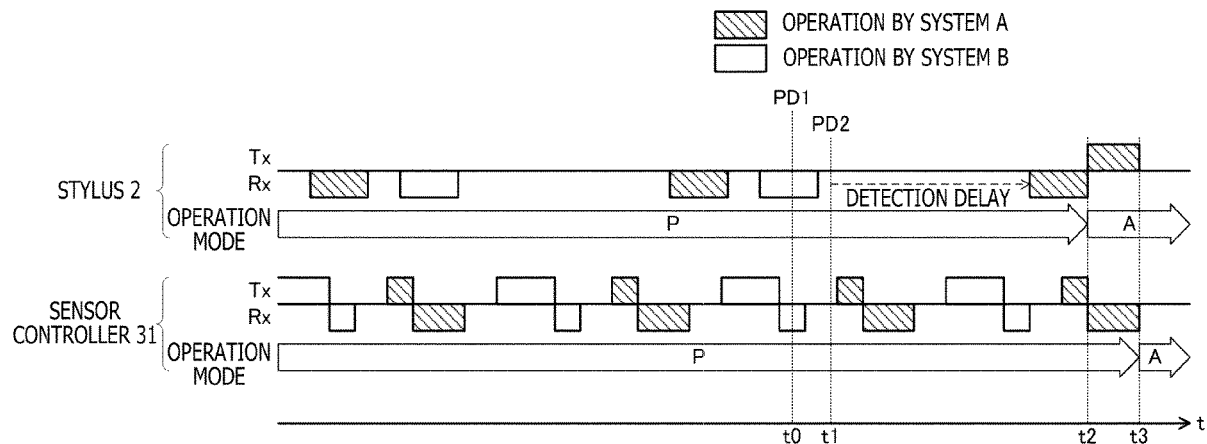 OPERATION BY SYSTEM A
OPERATION BY SYSTEM B
PD1
PD2
STYLUS 2
Tx
Rx
DETECTION DELAY
OPERATION
MODE
P
A
SENSOR
CONTROLLER 31
Tx
Rx
OPERATION
MODE
P
A
t
t0
t1
t2
t3